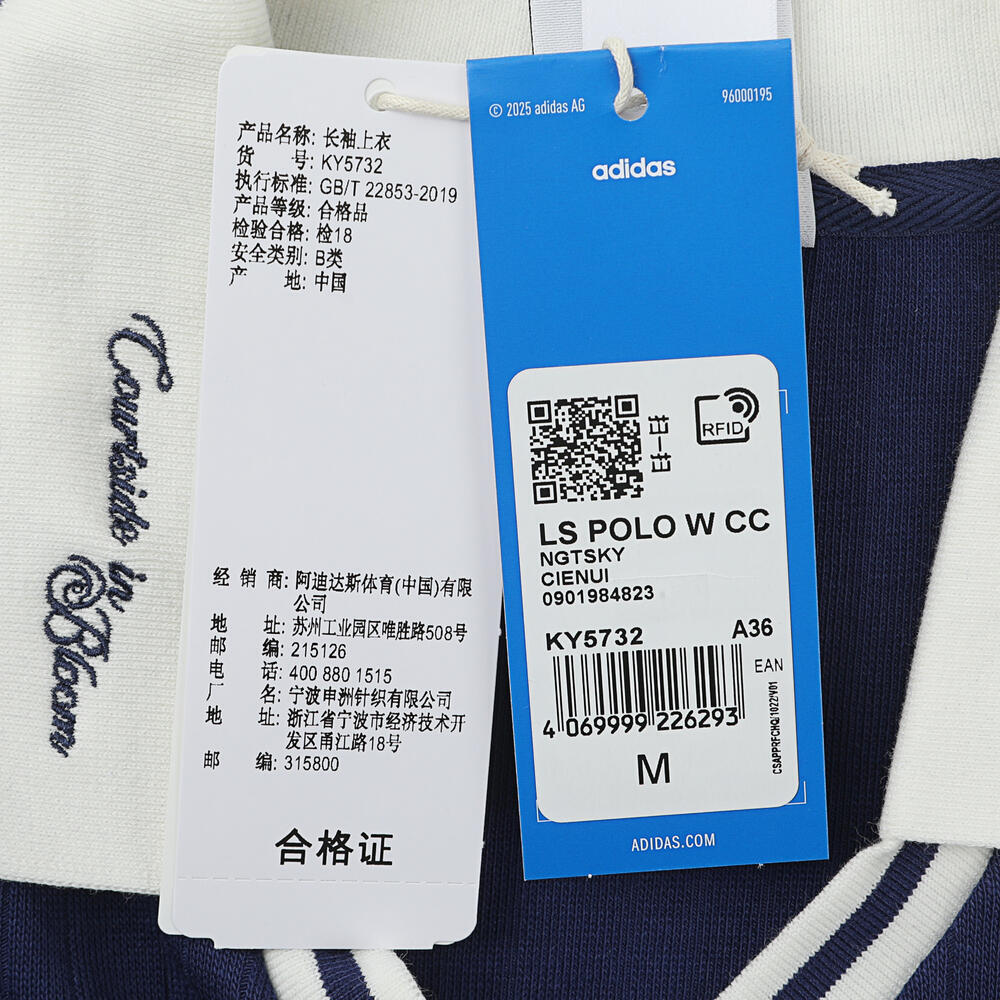 产品名称: 长袖上衣
货 号: KY5732
执行标准: GB/T 22853-2019
产品等级: 合格品
检验合格: 检18
安全类别: B类
产 地: 中国
经 销 商: 阿迪达斯体育(中国)有限
公司
地 址: 苏州工业园区唯胜路508号
邮 编: 215126
电 话: 400 880 1515
厂 名: 宁波申洲针织有限公司
地 址: 浙江省宁波市经济技术开
发区甬江路18号
邮 编: 315800
合格证
© 2025 adidas AG
96000195
adidas
扫一扫
RFID
LS POLO W CC
NGTSKY
CIENUI
0901984823
KY5732
A36
EAN
4 069999 226293
CSAPPRFCHQ/1022/V01
M
ADIDAS.COM
Courtside in
Bloom